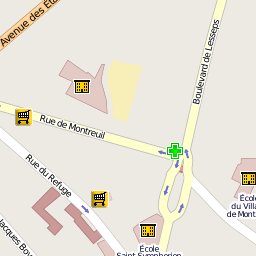 Avenue des Ét
Boulevard de Lesseps
Rue de Montreuil
Rue du Refuge
École
du Villa
de Mont
Jacques Bo
École
Saint Symphorien